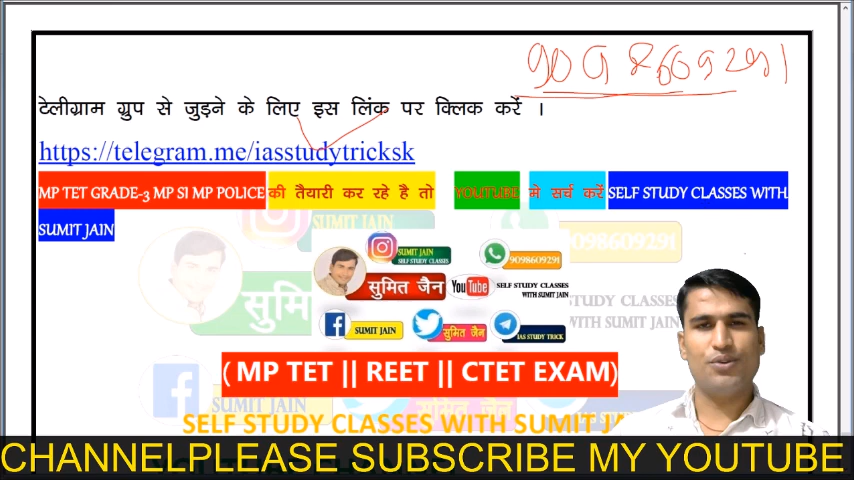 9098609291
टेलीग्राम ग्रुप से जुड़ने के लिए इस लिंक पर क्लिक करें ।
https://telegram.me/iasstudytricksk
MP TET GRADE-3 MP SI MP POLICE की तैयारी कर रहे है तो YOUTUBE मे सर्च करें SELF STUDY CLASSES WITH
SUMIT JAIN
SUMIT JAIN
SELF STUDY CLASSES
9098609291
सुमित जैन
YouTube
SELF STUDY CLASSES
WITH SUMIT JAIN
SUMIT JAIN
सुमित जैन
IAS STUDY TRICK
( MP TET || REET || CTET EXAM)
SELF STUDY CLASSES WITH SUMIT
CHANNELPLEASE SUBSCRIBE MY YOUTUBE